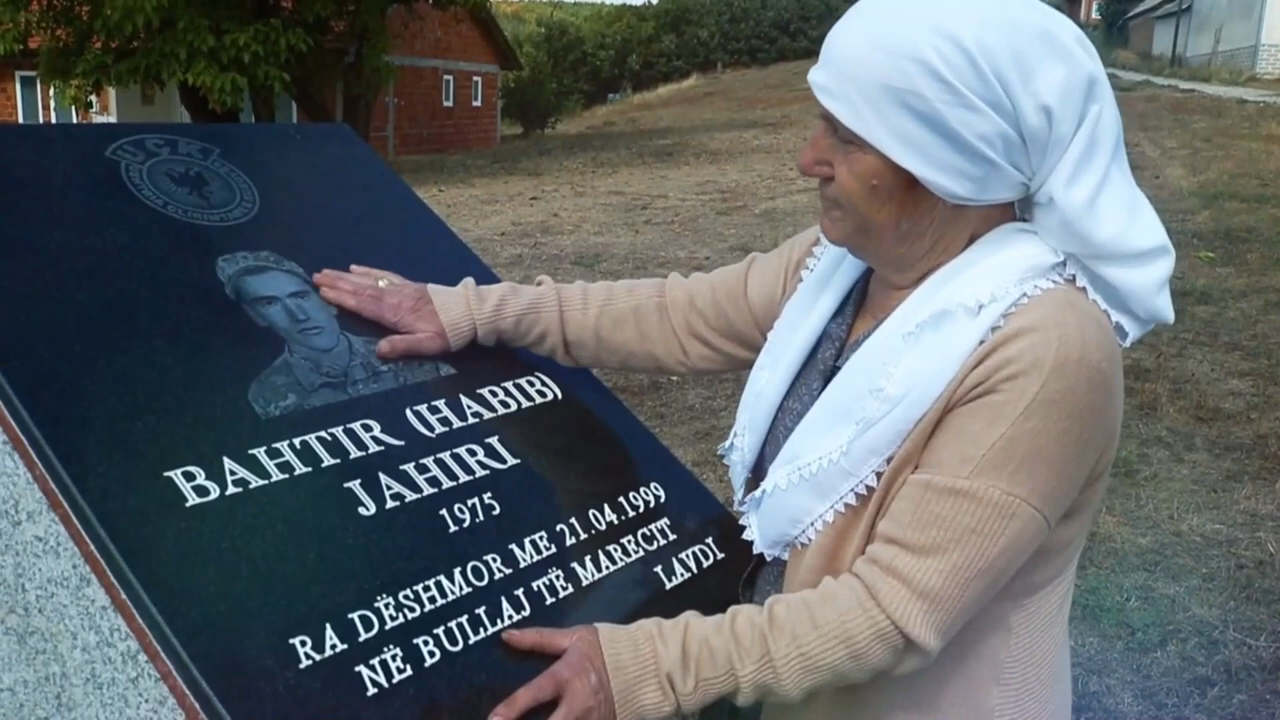 UÇK
BAHTIR (HABIB)
JAHIRI
1975
RA DËSHMOR ME 21.04.1999
NË BULLAJ TË MARECIT
LAVDI